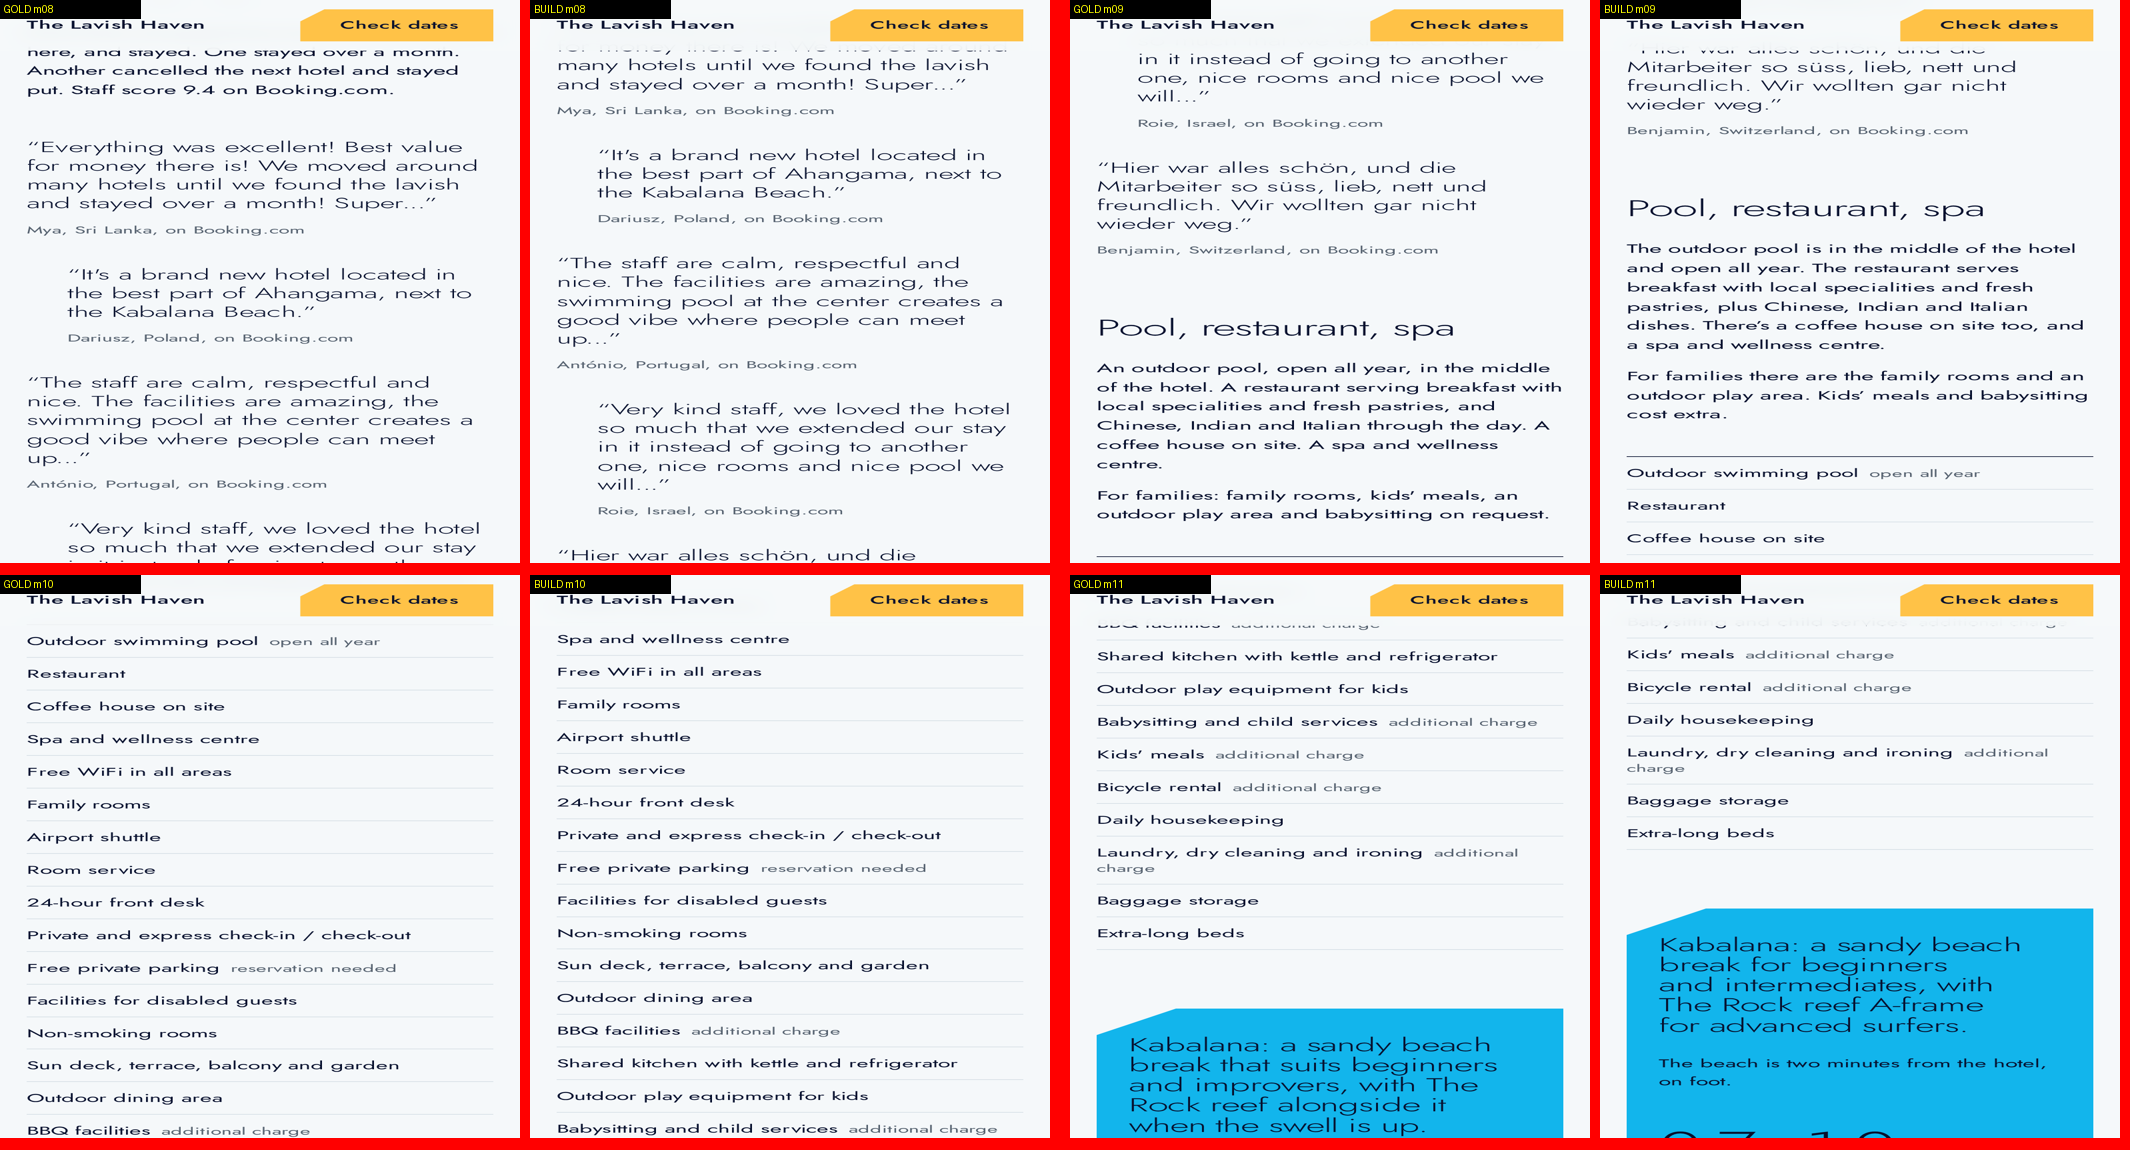 GOLD m08
The Lavish Haven
Check dates
here, and stayed. One stayed over a month.
Another cancelled the next hotel and stayed
put. Staff score 9.4 on Booking.com.
“Everything was excellent! Best value
for money there is! We moved around
many hotels until we found the lavish
and stayed over a month! Super...”
Mya, Sri Lanka, on Booking.com
“It’s a brand new hotel located in
the best part of Ahangama, next to
the Kabalana Beach.”
Dariusz, Poland, on Booking.com
“The staff are calm, respectful and
nice. The facilities are amazing, the
swimming pool at the center creates a
good vibe where people can meet
up...”
António, Portugal, on Booking.com
“Very kind staff, we loved the hotel
so much that we extended our stay
BUILD m08
The Lavish Haven
Check dates
for money there is! We moved around
many hotels until we found the lavish
and stayed over a month! Super...”
Mya, Sri Lanka, on Booking.com
“It’s a brand new hotel located in
the best part of Ahangama, next to
the Kabalana Beach.”
Dariusz, Poland, on Booking.com
“The staff are calm, respectful and
nice. The facilities are amazing, the
swimming pool at the center creates a
good vibe where people can meet
up...”
António, Portugal, on Booking.com
“Very kind staff, we loved the hotel
so much that we extended our stay
in it instead of going to another
one, nice rooms and nice pool we
will...”
Roie, Israel, on Booking.com
“Hier war alles schön, und die
GOLD m09
The Lavish Haven
Check dates
in it instead of going to another
one, nice rooms and nice pool we
will...”
Roie, Israel, on Booking.com
“Hier war alles schön, und die
Mitarbeiter so süss, lieb, nett und
freundlich. Wir wollten gar nicht
wieder weg.”
Benjamin, Switzerland, on Booking.com
Pool, restaurant, spa
An outdoor pool, open all year, in the middle
of the hotel. A restaurant serving breakfast with
local specialities and fresh pastries, and
Chinese, Indian and Italian through the day. A
coffee house on site. A spa and wellness
centre.
For families: family rooms, kids’ meals, an
outdoor play area and babysitting on request.
BUILD m09
The Lavish Haven
Check dates
“Hier war alles schön, und die
Mitarbeiter so süss, lieb, nett und
freundlich. Wir wollten gar nicht
wieder weg.”
Benjamin, Switzerland, on Booking.com
Pool, restaurant, spa
The outdoor pool is in the middle of the hotel
and open all year. The restaurant serves
breakfast with local specialities and fresh
pastries, plus Chinese, Indian and Italian
dishes. There’s a coffee house on site too, and
a spa and wellness centre.
For families there are the family rooms and an
outdoor play area. Kids’ meals and babysitting
cost extra.
Outdoor swimming pool open all year
Restaurant
Coffee house on site
GOLD m10
The Lavish Haven
Check dates
Outdoor swimming pool open all year
Restaurant
Coffee house on site
Spa and wellness centre
Free WiFi in all areas
Family rooms
Airport shuttle
Room service
24-hour front desk
Private and express check-in / check-out
Free private parking reservation needed
Facilities for disabled guests
Non-smoking rooms
Sun deck, terrace, balcony and garden
Outdoor dining area
BBQ facilities additional charge
BUILD m10
The Lavish Haven
Check dates
Spa and wellness centre
Free WiFi in all areas
Family rooms
Airport shuttle
Room service
24-hour front desk
Private and express check-in / check-out
Free private parking reservation needed
Facilities for disabled guests
Non-smoking rooms
Sun deck, terrace, balcony and garden
Outdoor dining area
BBQ facilities additional charge
Shared kitchen with kettle and refrigerator
Outdoor play equipment for kids
Babysitting and child services additional charge
GOLD m11
The Lavish Haven
Check dates
BBQ facilities additional charge
Shared kitchen with kettle and refrigerator
Outdoor play equipment for kids
Babysitting and child services additional charge
Kids’ meals additional charge
Bicycle rental additional charge
Daily housekeeping
Laundry, dry cleaning and ironing additional
charge
Baggage storage
Extra-long beds
Kabalana: a sandy beach
break that suits beginners
and improvers, with The
Rock reef alongside it
when the swell is up.
BUILD m11
The Lavish Haven
Check dates
Babysitting and child services additional charge
Kids’ meals additional charge
Bicycle rental additional charge
Daily housekeeping
Laundry, dry cleaning and ironing additional
charge
Baggage storage
Extra-long beds
Kabalana: a sandy beach
break for beginners
and intermediates, with
The Rock reef A-frame
for advanced surfers.
The beach is two minutes from the hotel,
on foot.